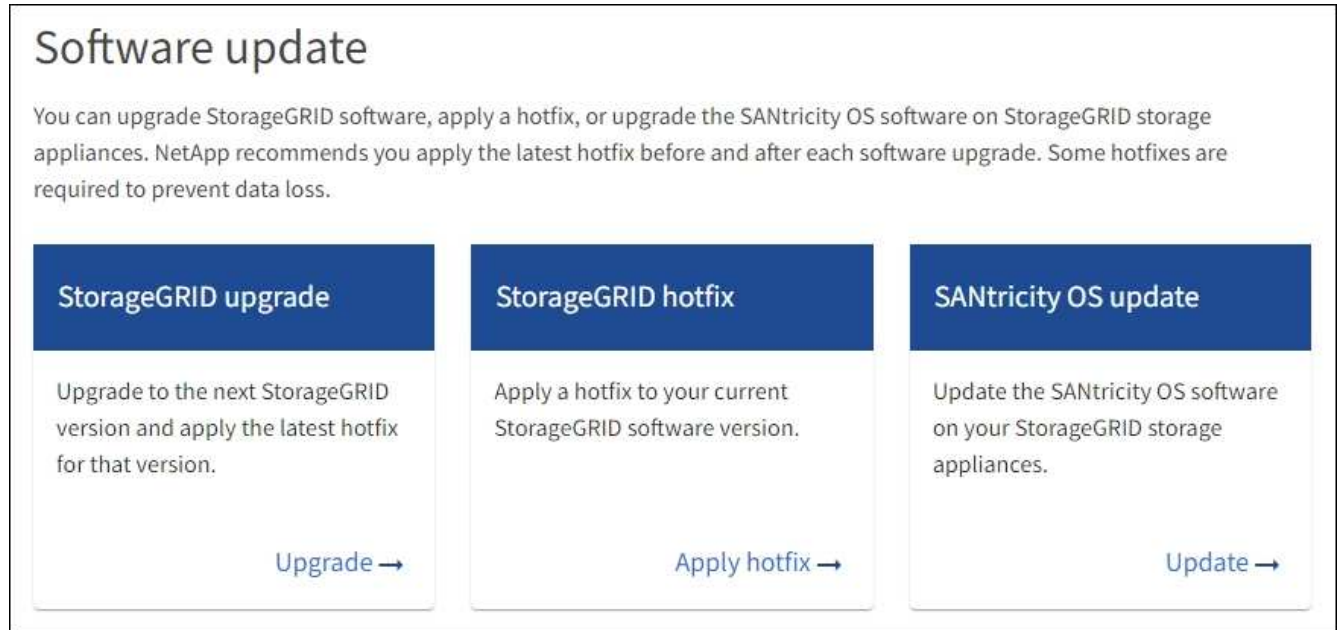 Software update
You can upgrade StorageGRID software, apply a hotfix, or upgrade the SANtricity OS software on StorageGRID storage
appliances. NetApp recommends you apply the latest hotfix before and after each software upgrade. Some hotfixes are
required to prevent data loss.
StorageGRID upgrade
Upgrade to the next StorageGRID
version and apply the latest hotfix
for that version.
Upgrade →
StorageGRID hotfix
Apply a hotfix to your current
StorageGRID software version.
Apply hotfix →
SANtricity OS update
Update the SANtricity OS software
on your StorageGRID storage
appliances.
Update →